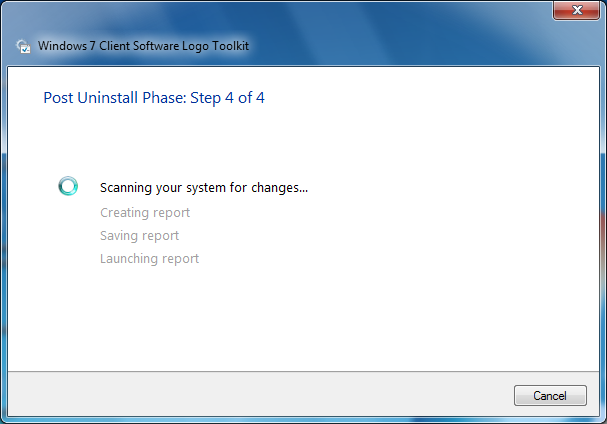 Windows 7 Client Software Logo Toolkit
Post Uninstall Phase: Step 4 of 4
Scanning your system for changes...
Creating report
Saving report
Launching report
Cancel